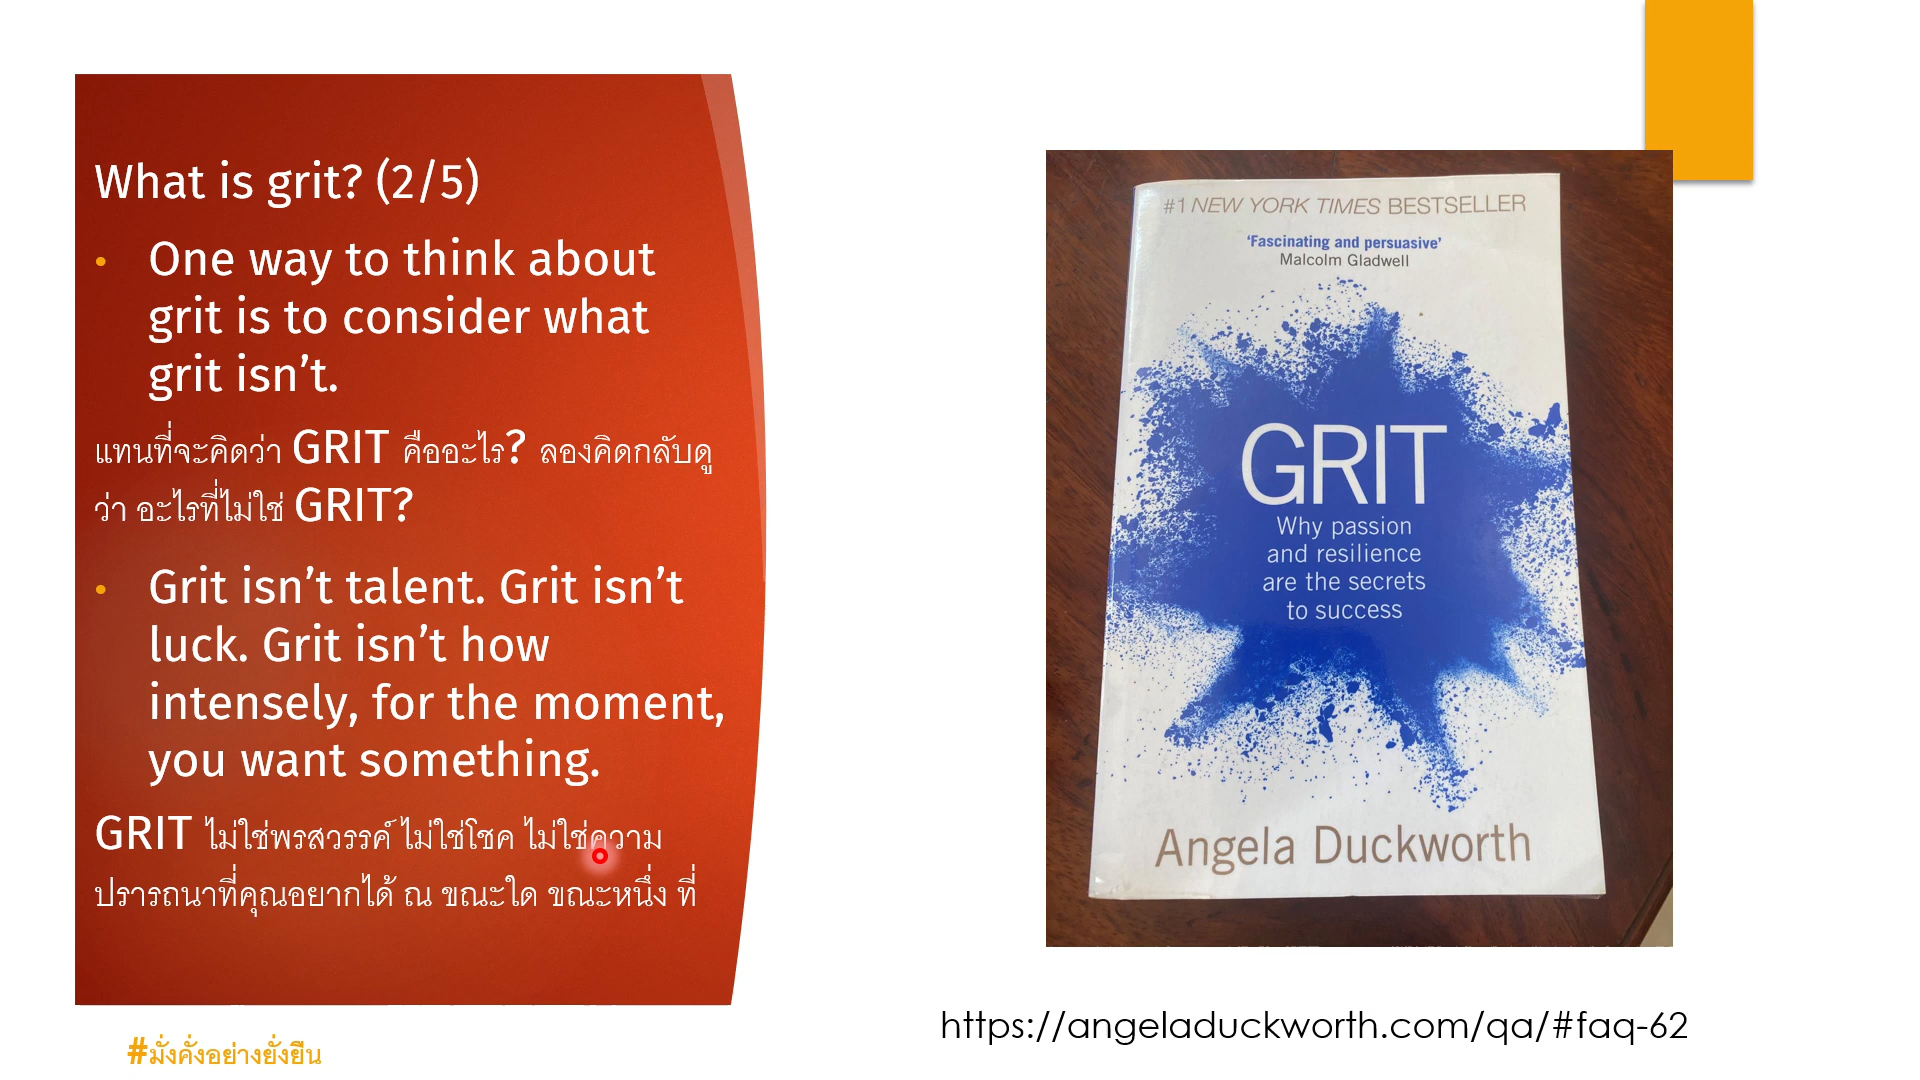 What is grit? (2/5)
• One way to think about
grit is to consider what
grit isn’t.
แทนที่จะคิดว่า GRIT คืออะไร? ลองคิดกลับดู
ว่า อะไรที่ไม่ใช่ GRIT?
• Grit isn’t talent. Grit isn’t
luck. Grit isn’t how
intensely, for the moment,
you want something.
GRIT ไม่ใช่พรสวรรค์ ไม่ใช่โชค ไม่ใช่ความ
ปรารถนาที่คุณอยากได้ ณ ขณะใด ขณะหนึ่ง ที่
#มั่งคั่งอย่างยั่งยืน
#1 NEW YORK TIMES BESTSELLER
‘Fascinating and persuasive’
Malcolm Gladwell
GRIT
Why passion
and resilience
are the secrets
to success
Angela Duckworth
https://angeladuckworth.com/qa/#faq-62